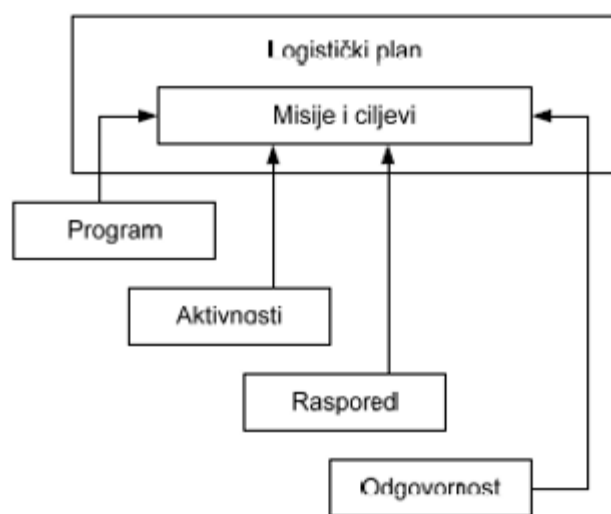 Logistički plan
Misije i ciljevi
Program
Aktivnosti
Raspored
Odgovornost